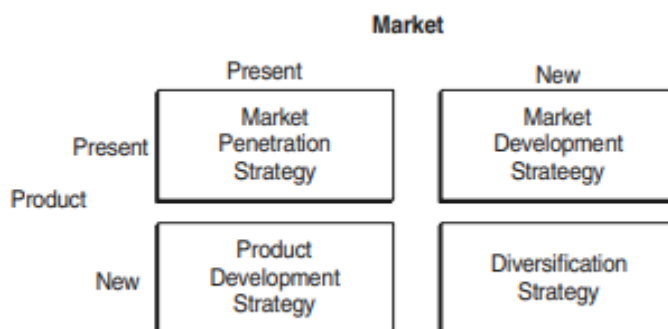 Market
Present
New
Present
Market
Penetration
Strategy
Market
Development
Strateegy
Product
New
Product
Development
Strategy
Diversification
Strategy